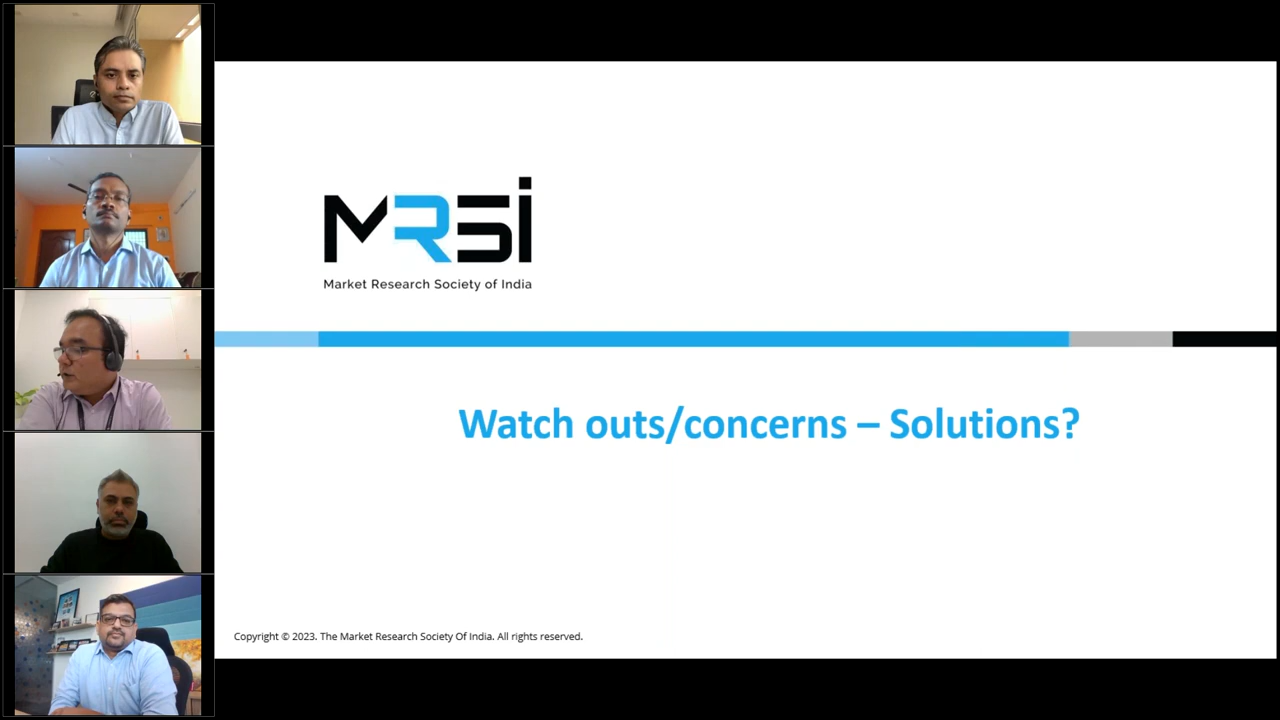 MRSI
Market Research Society of India
Watch outs/concerns – Solutions?
Copyright © 2023. The Market Research Society Of India. All rights reserved.